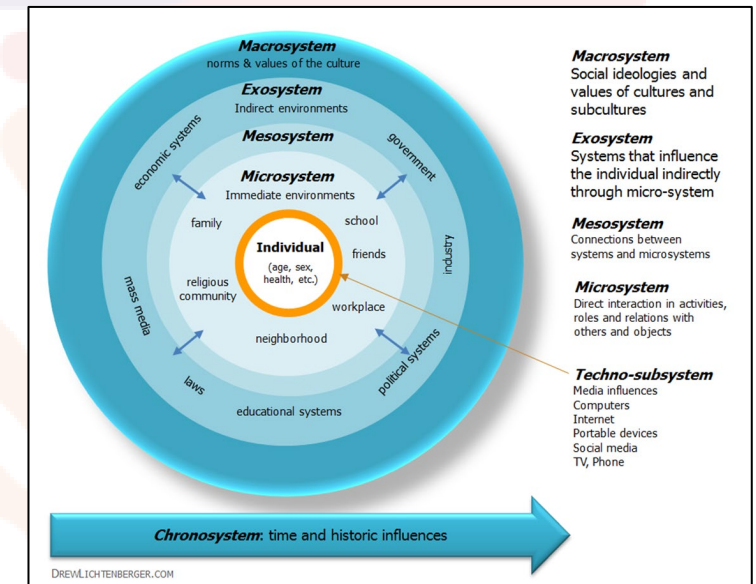 Macrosystem
norms & values of the culture
Exosystem
Indirect environments
economic systems
government
Mesosystem
Microsystem
Immediate environments
family
school
Individual
(age, sex,
health, etc.)
friends
industry
religious
community
workplace
mass media
neighborhood
political systems
laws
educational systems
Macrosystem
Social ideologies and
values of cultures and
subcultures
Exosystem
Systems that influence
the individual indirectly
through micro-system
Mesosystem
Connections between
systems and microsystems
Microsystem
Direct interaction in activities,
roles and relations with
others and objects
Techno-subsystem
Media influences
Computers
Internet
Portable devices
Social media
TV, Phone
Chronosystem: time and historic influences
DREWLICHTENBERGER.COM